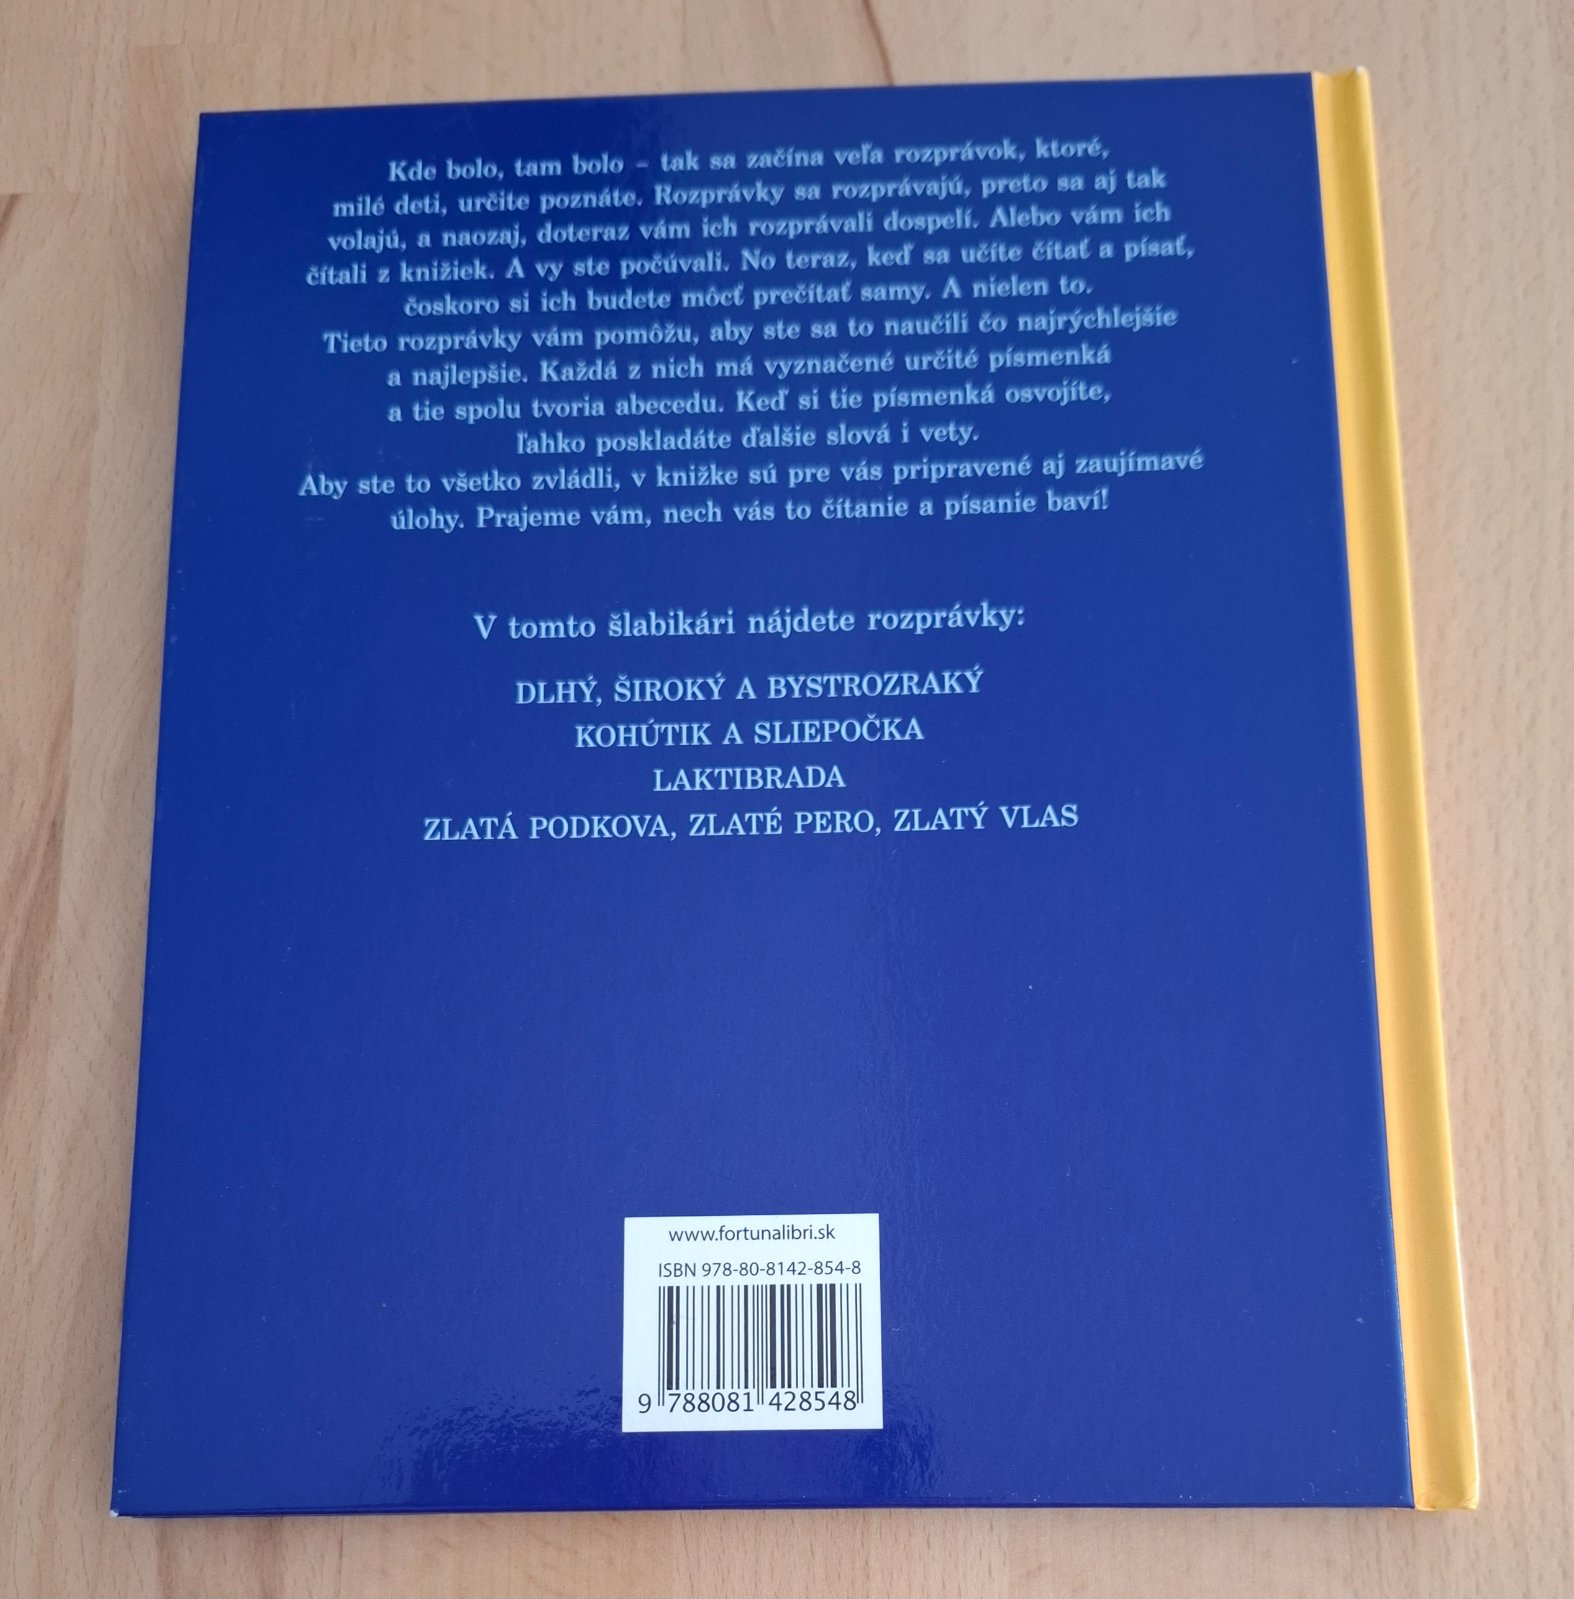 Kde bolo, tam bolo – tak sa začína veľa rozprávok, ktoré,
milé deti, určite poznáte. Rozprávky sa rozprávajú, preto sa aj tak
volajú, a naozaj, doteraz vám ich rozprávali dospelí. Alebo vám ich
čítali z knižiek. A vy ste počúvali. No teraz, keď sa učíte čítať a písať,
čoskoro si ich budete môcť prečítať samy. A nielen to.
Tieto rozprávky vám pomôžu, aby ste sa to naučili čo najrýchlejšie
a najlepšie. Každá z nich má vyznačené určité písmenká
a tie spolu tvoria abecedu. Keď si tie písmenká osvojíte,
ľahko poskladáte ďalšie slová i vety.
Aby ste to všetko zvládli, v knižke sú pre vás pripravené aj zaujímavé
úlohy. Prajeme vám, nech vás to čítanie a písanie baví!
V tomto šlabikári nájdete rozprávky:
DLHÝ, ŠIROKÝ A BYSTROZRAKÝ
KOHÚTIK A SLIEPOČKA
LAKTIBRADA
ZLATÁ PODKOVA, ZLATÉ PERO, ZLATÝ VLAS
www.fortunalibri.sk
ISBN 978-80-8142-854-8
9 788081 428548